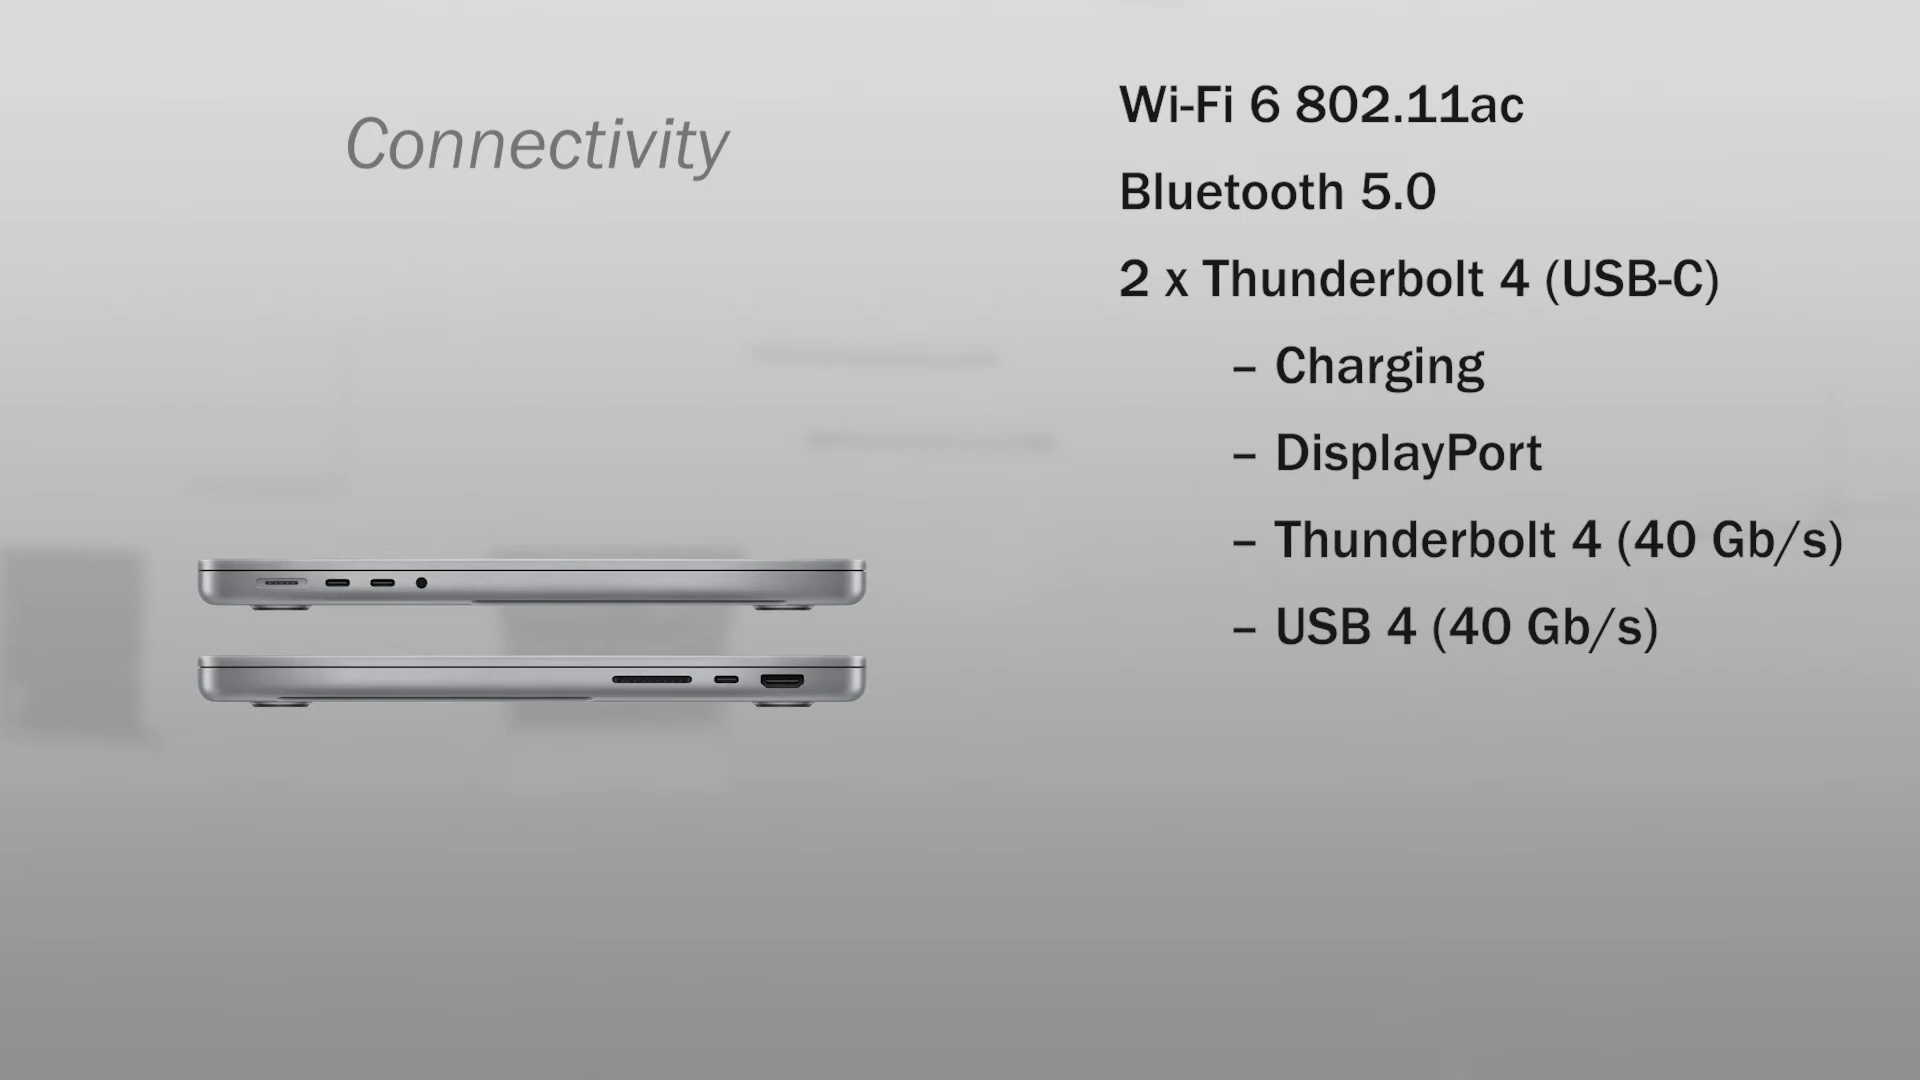 Connectivity
Wi-Fi 6 802.11ac
Bluetooth 5.0
2 x Thunderbolt 4 (USB-C)
– Charging
– DisplayPort
– Thunderbolt 4 (40 Gb/s)
– USB 4 (40 Gb/s)